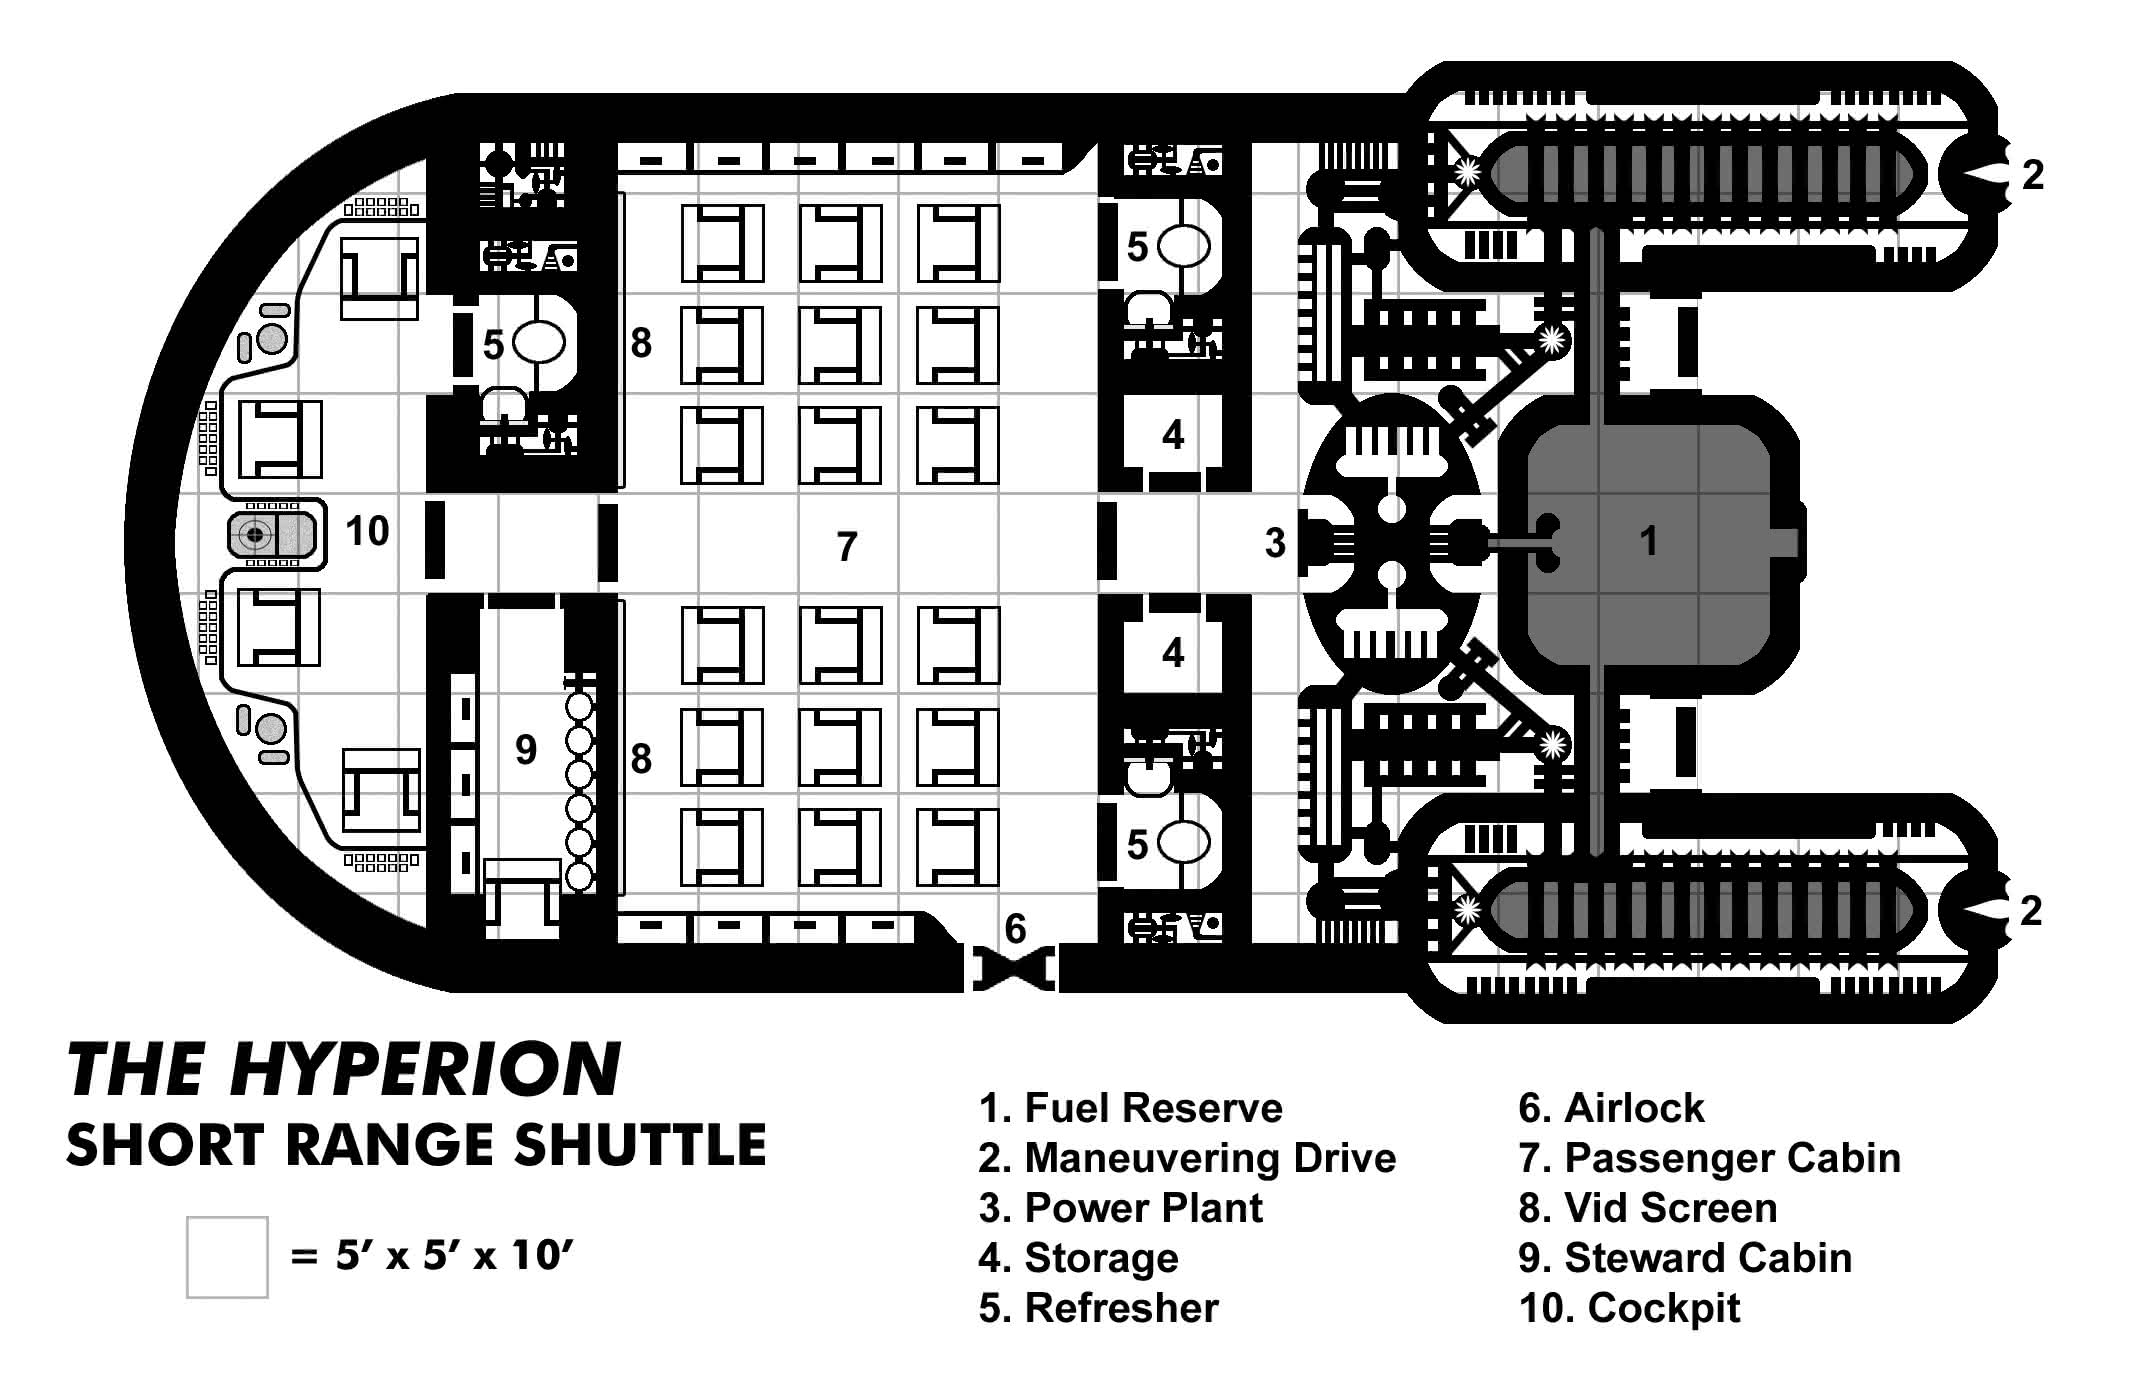 2
5
5
8
4
10
7
3
1
4
9
8
5
6
2
THE HYPERION
SHORT RANGE SHUTTLE
= 5′ x 5′ x 10′
1. Fuel Reserve
2. Maneuvering Drive
3. Power Plant
4. Storage
5. Refresher
6. Airlock
7. Passenger Cabin
8. Vid Screen
9. Steward Cabin
10. Cockpit